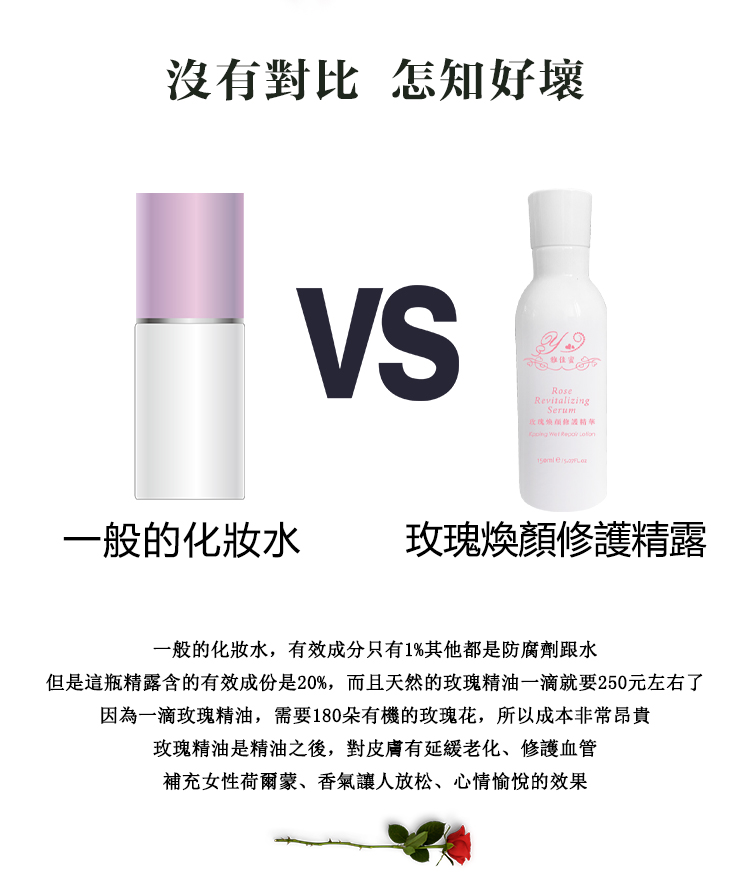 沒有對比 怎知好壞
VS
Rose
Revitalizing
Serum
玫瑰煥顏修護精華
一般的化妝水
玫瑰煥顏修護精露
一般的化妝水，有效成分只有1%其他都是防腐劑跟水
但是這瓶精露含的有效成份是20%，而且天然的玫瑰精油一滴就要250元左右了
因為一滴玫瑰精油，需要180朵有機的玫瑰花，所以成本非常昂貴
玫瑰精油是精油之後，對皮膚有延緩老化、修護血管
補充女性荷爾蒙、香氣讓人放松、心情愉悅的效果